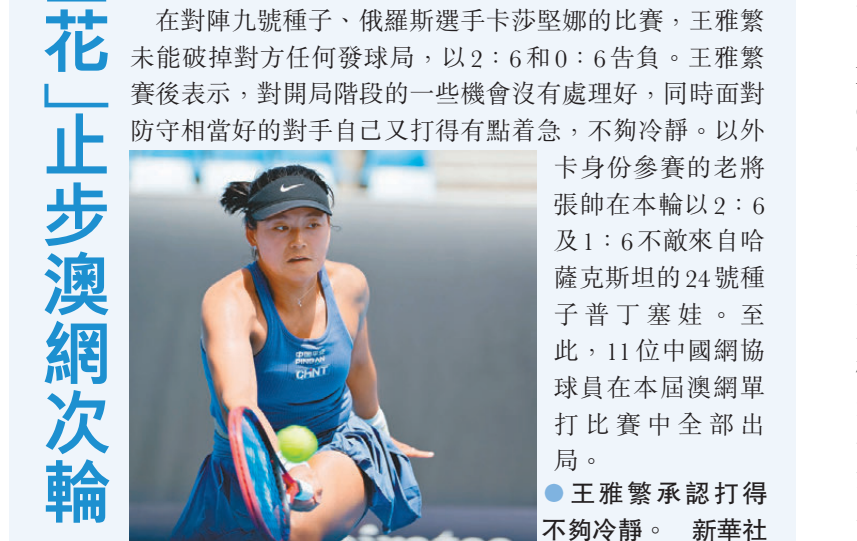 花」止步澳網次輪
在對陣九號種子、俄羅斯選手卡莎堅娜的比賽，王雅繁
未能破掉對方任何發球局，以2：6和0：6告負。王雅繁
賽後表示，對開局階段的一些機會沒有處理好，同時面對
防守相當好的對手自己又打得有點着急，不夠冷靜。以外
卡身份參賽的老將
張帥在本輪以2：6
及1：6不敵來自哈
薩克斯坦的24號種
子普丁塞娃。至
此，11位中國網協
球員在本屆澳網單
打比賽中全部出
局。
中国平安
PINGAN
CHNT
●王雅繁承認打得
不夠冷靜。 新華社